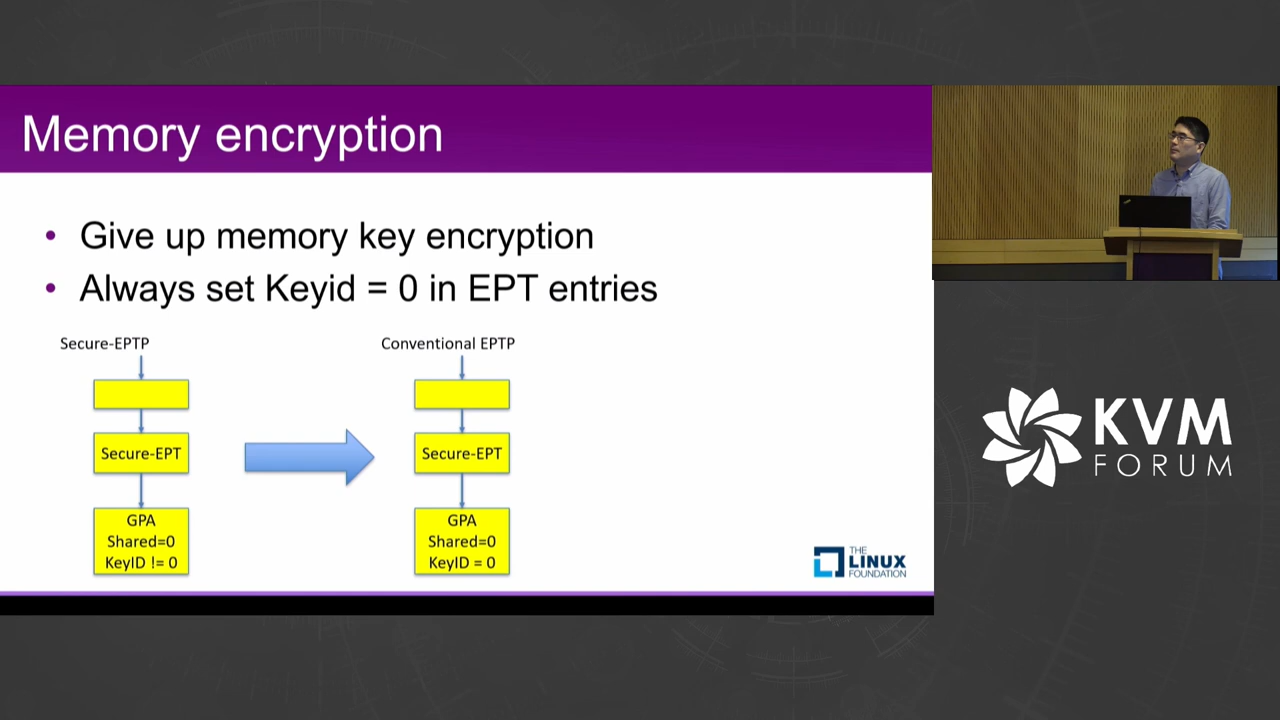 Memory encryption
• Give up memory key encryption
• Always set Keyid = 0 in EPT entries
Secure-EPTP
Secure-EPT
GPA
Shared=0
KeyID != 0
Conventional EPTP
Secure-EPT
GPA
Shared=0
KeyID = 0
THE
LINUX
FOUNDATION
KVM
FORUM